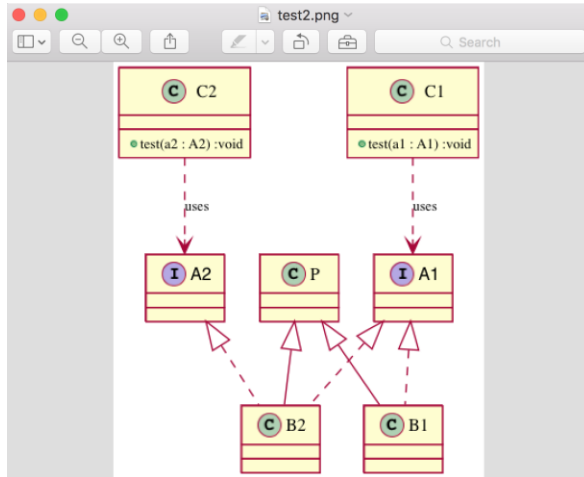 test2.png
Search
C C2
C C1
test(a2 : A2) :void
test(a1 : A1) :void
uses
uses
I A2
C P
I A1
C B2
C B1